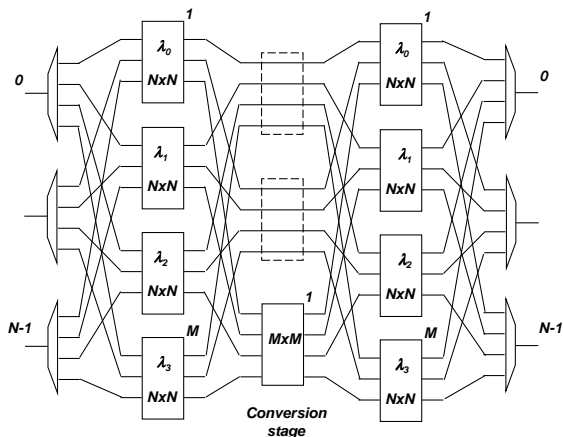 1
1
λ0
λ0
NxN
NxN
0
0
λ1
λ1
NxN
NxN
λ2
λ2
NxN
NxN
1
N-1
M
MxM
M
N-1
λ3
λ3
NxN
NxN
Conversion
stage